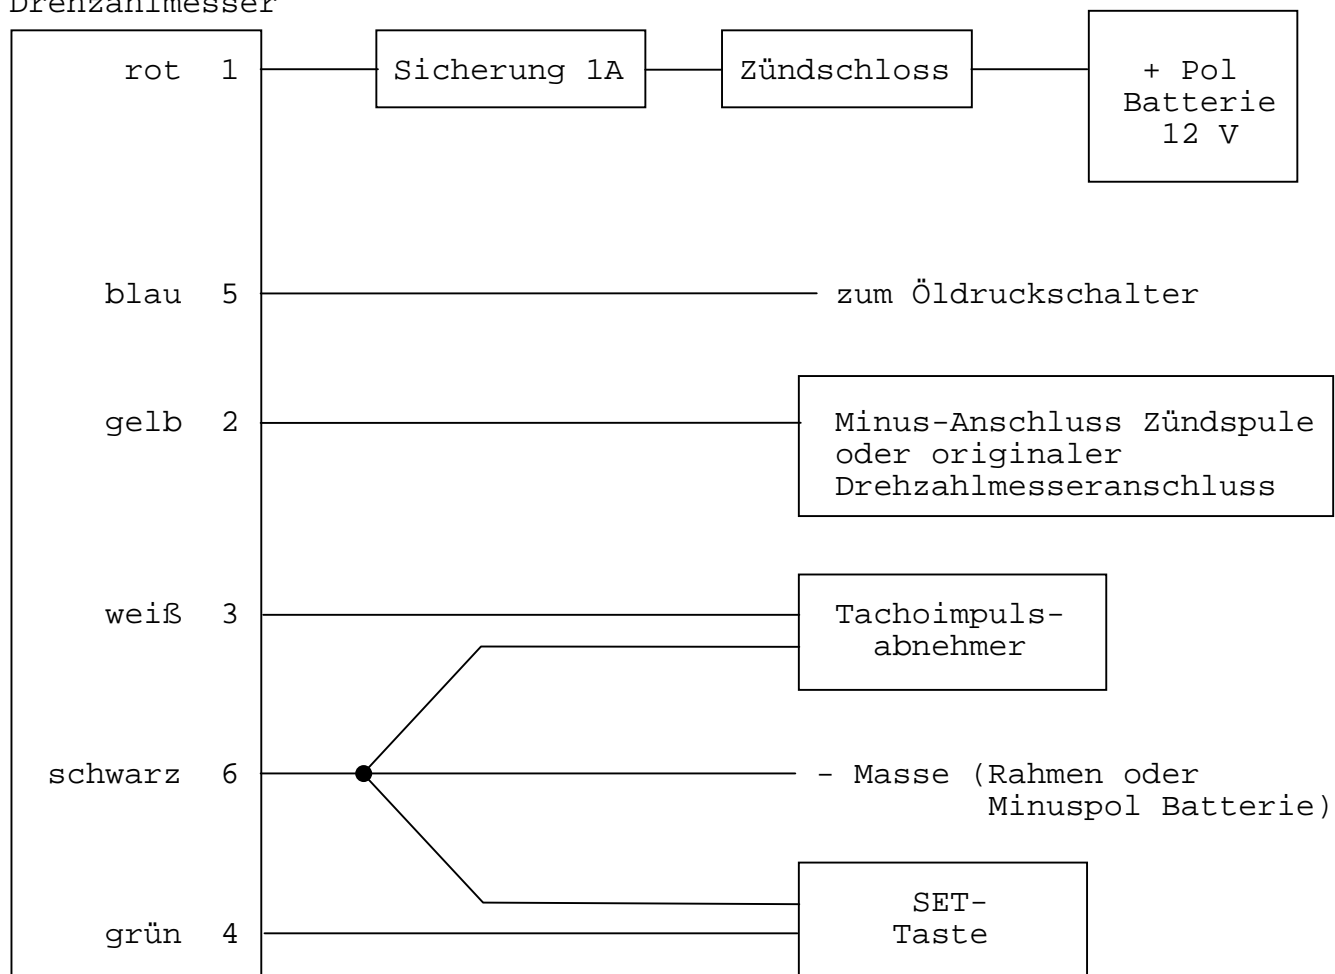 Drehzahlmesser
rot 1
Sicherung 1A
Zündschloss
+ Pol
Batterie
12 V
blau 5
zum Öldruckschalter
gelb 2
Minus-Anschluss Zündspule
oder originaler
Drehzahlmesseranschluss
weiß 3
Tachoimpuls-
abnehmer
schwarz 6
- Masse (Rahmen oder
Minuspol Batterie)
grün 4
SET-
Taste